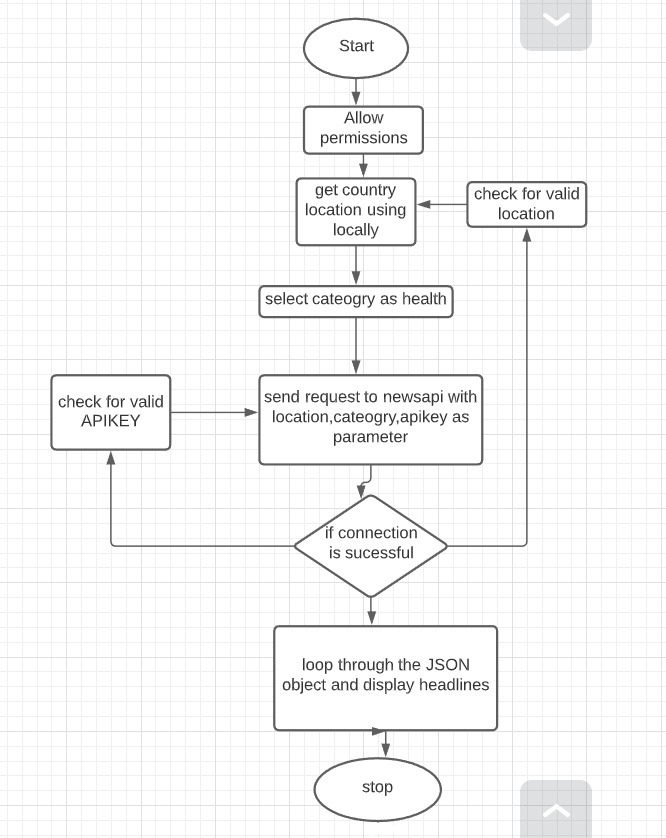 Start
Allow
permissions
get country
location using
locally
check for valid
location
select cateogry as health
check for valid
APIKEY
send request to newsapi with
location,cateogry,apikey as
parameter
if connection
is sucessful
loop through the JSON
object and display headlines
stop